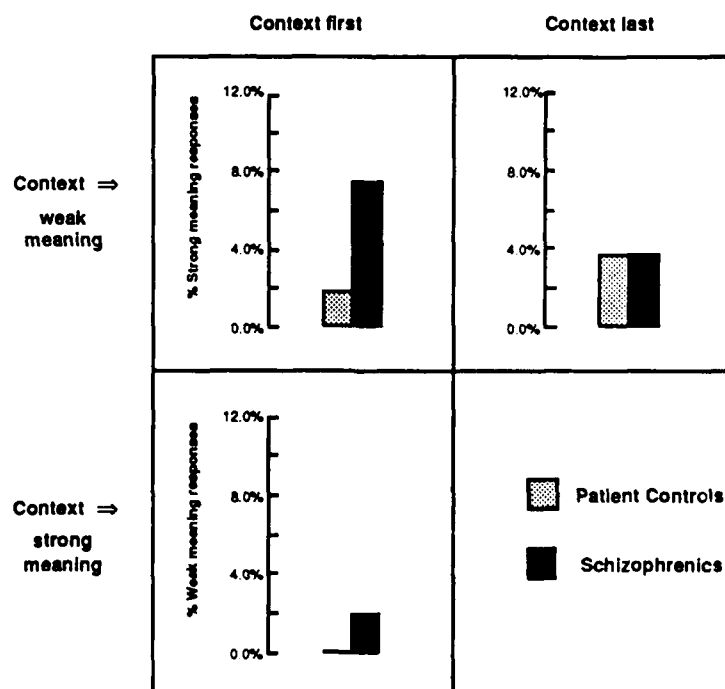 Context first
Context last
Context ⇒
weak
meaning
% Strong meaning responses
12.0%
8.0%
4.0%
0.0%
12.0%
8.0%
4.0%
0.0%
Context ⇒
strong
meaning
% Weak meaning responses
12.0%
8.0%
4.0%
0.0%
Patient Controls
Schizophrenics